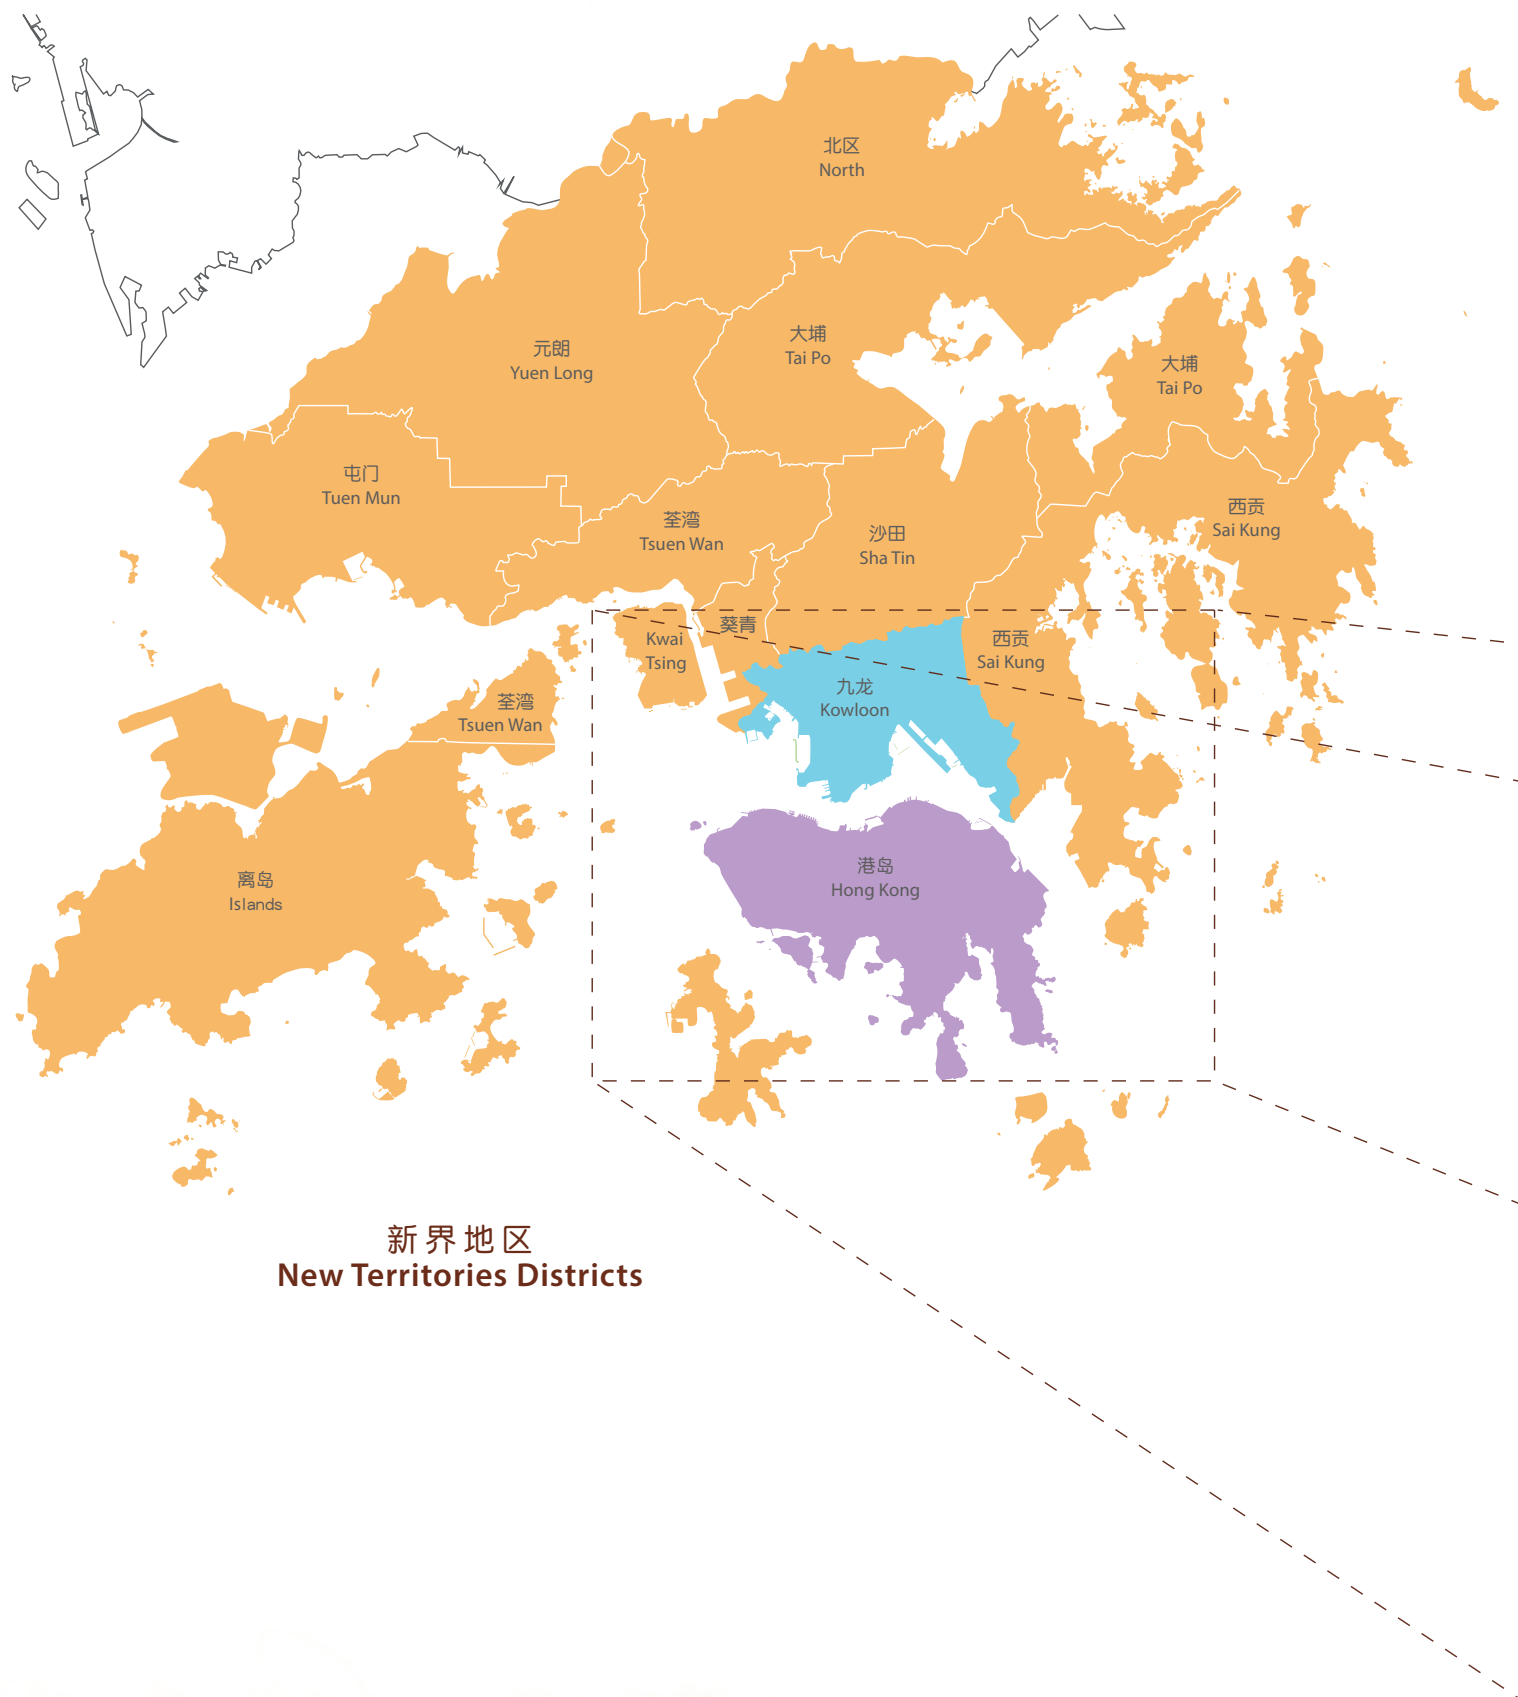 北区
North
大埔
Tai Po
元朗
Yuen Long
大埔
Tai Po
屯门
Tuen Mun
荃湾
Tsuen Wan
沙田
Sha Tin
西贡
Sai Kung
葵青
Kwai
Tsing
西贡
Sai Kung
九龙
Kowloon
荃湾
Tsuen Wan
港岛
Hong Kong
离岛
Islands
新界地区
New Territories Districts